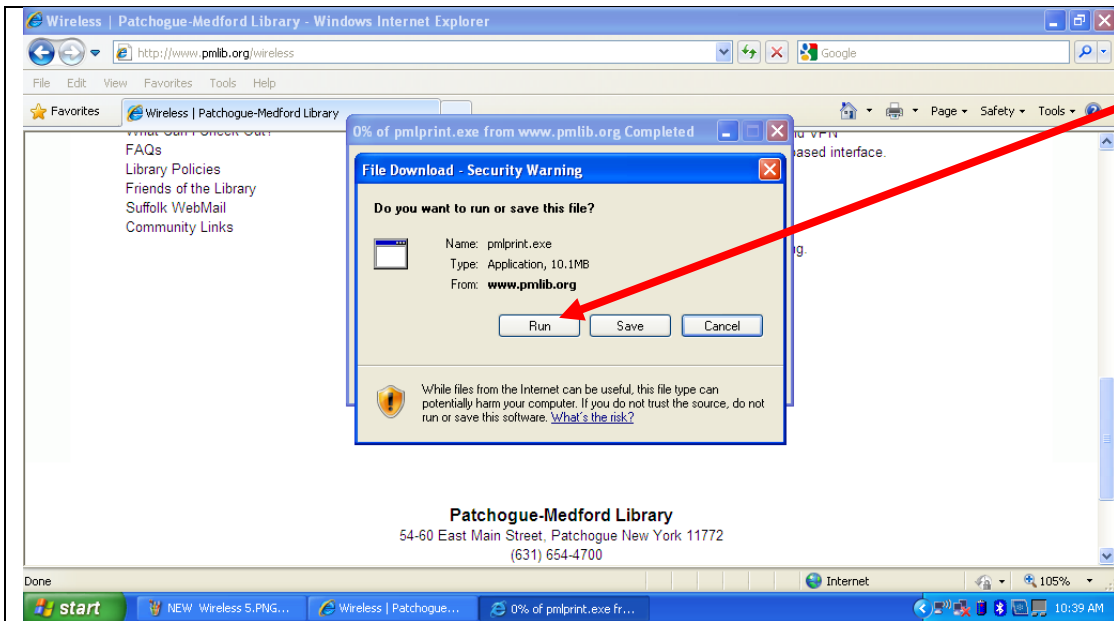 Wireless | Patchogue-Medford Library - Windows Internet Explorer
http://www.pmlib.org/wireless
Google
File Edit View Favorites Tools Help
Favorites
Wireless | Patchogue-Medford Library
Page Safety Tools
What Can I Check Out?
FAQs
Library Policies
Friends of the Library
Suffolk WebMail
Community Links
VPN
based interface.
0% of pmlprint.exe from www.pmlib.org Completed
File Download - Security Warning
Do you want to run or save this file?
Name: pmlprint.exe
Type: Application, 10.1MB
From: www.pmlib.org
Run Save Cancel
While files from the Internet can be useful, this file type can
potentially harm your computer. If you do not trust the source, do not
run or save this software. What's the risk?
Patchogue-Medford Library
54-60 East Main Street, Patchogue New York 11772
(631) 654-4700
Done
Internet
105%
start
NEW Wireless 5.PNG...
Wireless | Patchogue...
0% of pmlprint.exe fr...
10:39 AM